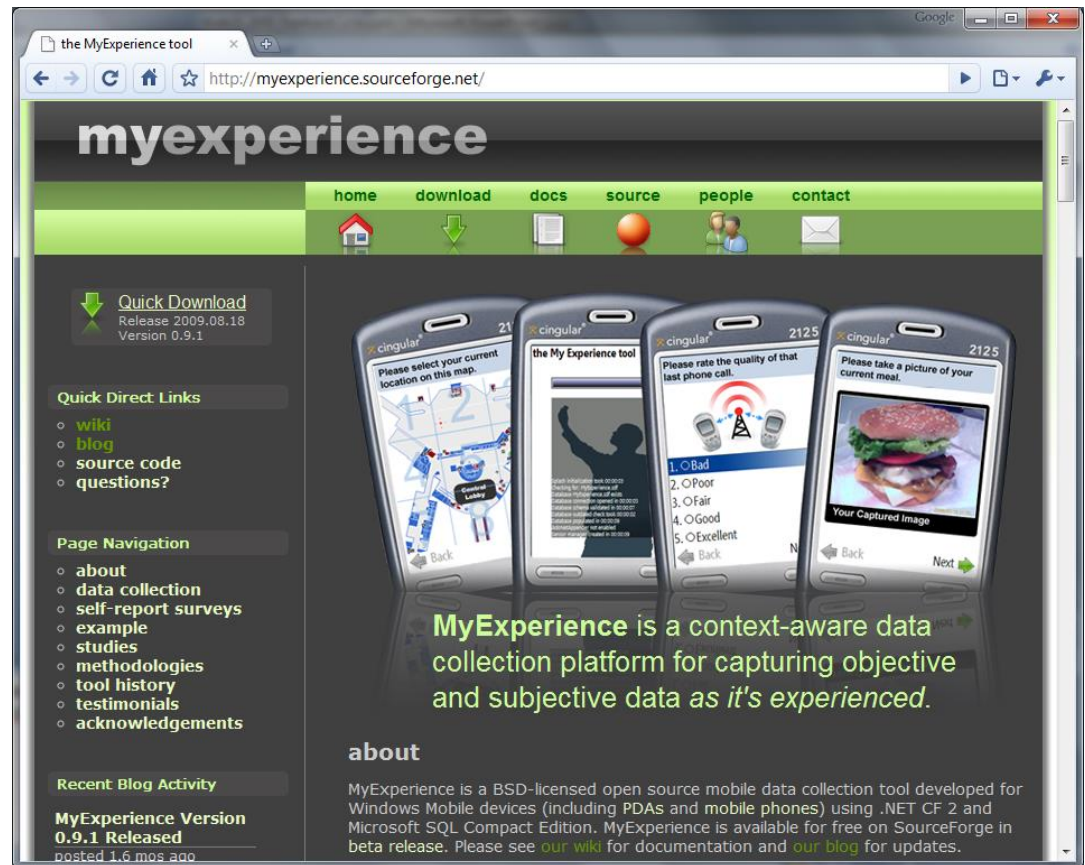 Google
the MyExperience tool
http://myexperience.sourceforge.net/
myexperience
home download docs source people contact
Quick Download
Release 2009.08.18
Version 0.9.1
Quick Direct Links
wiki
blog
source code
questions?
Page Navigation
about
data collection
self-report surveys
example
studies
methodologies
tool history
testimonials
acknowledgements
Recent Blog Activity
MyExperience Version
0.9.1 Released
posted 1.6 mos ago
cingular
Please select your current
location on this map.
1 2
Central
Lobby
Back
cingular
the My Experience tool
cingular 2125
Please rate the quality of that
last phone call.
1. Bad
2. Poor
3. Fair
4. Good
5. Excellent
Back
cingular 2125
Please take a picture of your
current meal.
Your Captured Image
Back Next
MyExperience is a context-aware data
collection platform for capturing objective
and subjective data as it's experienced.
about
MyExperience is a BSD-licensed open source mobile data collection tool developed for
Windows Mobile devices (including PDAs and mobile phones) using .NET CF 2 and
Microsoft SQL Compact Edition. MyExperience is available for free on SourceForge in
beta release. Please see our wiki for documentation and our blog for updates.